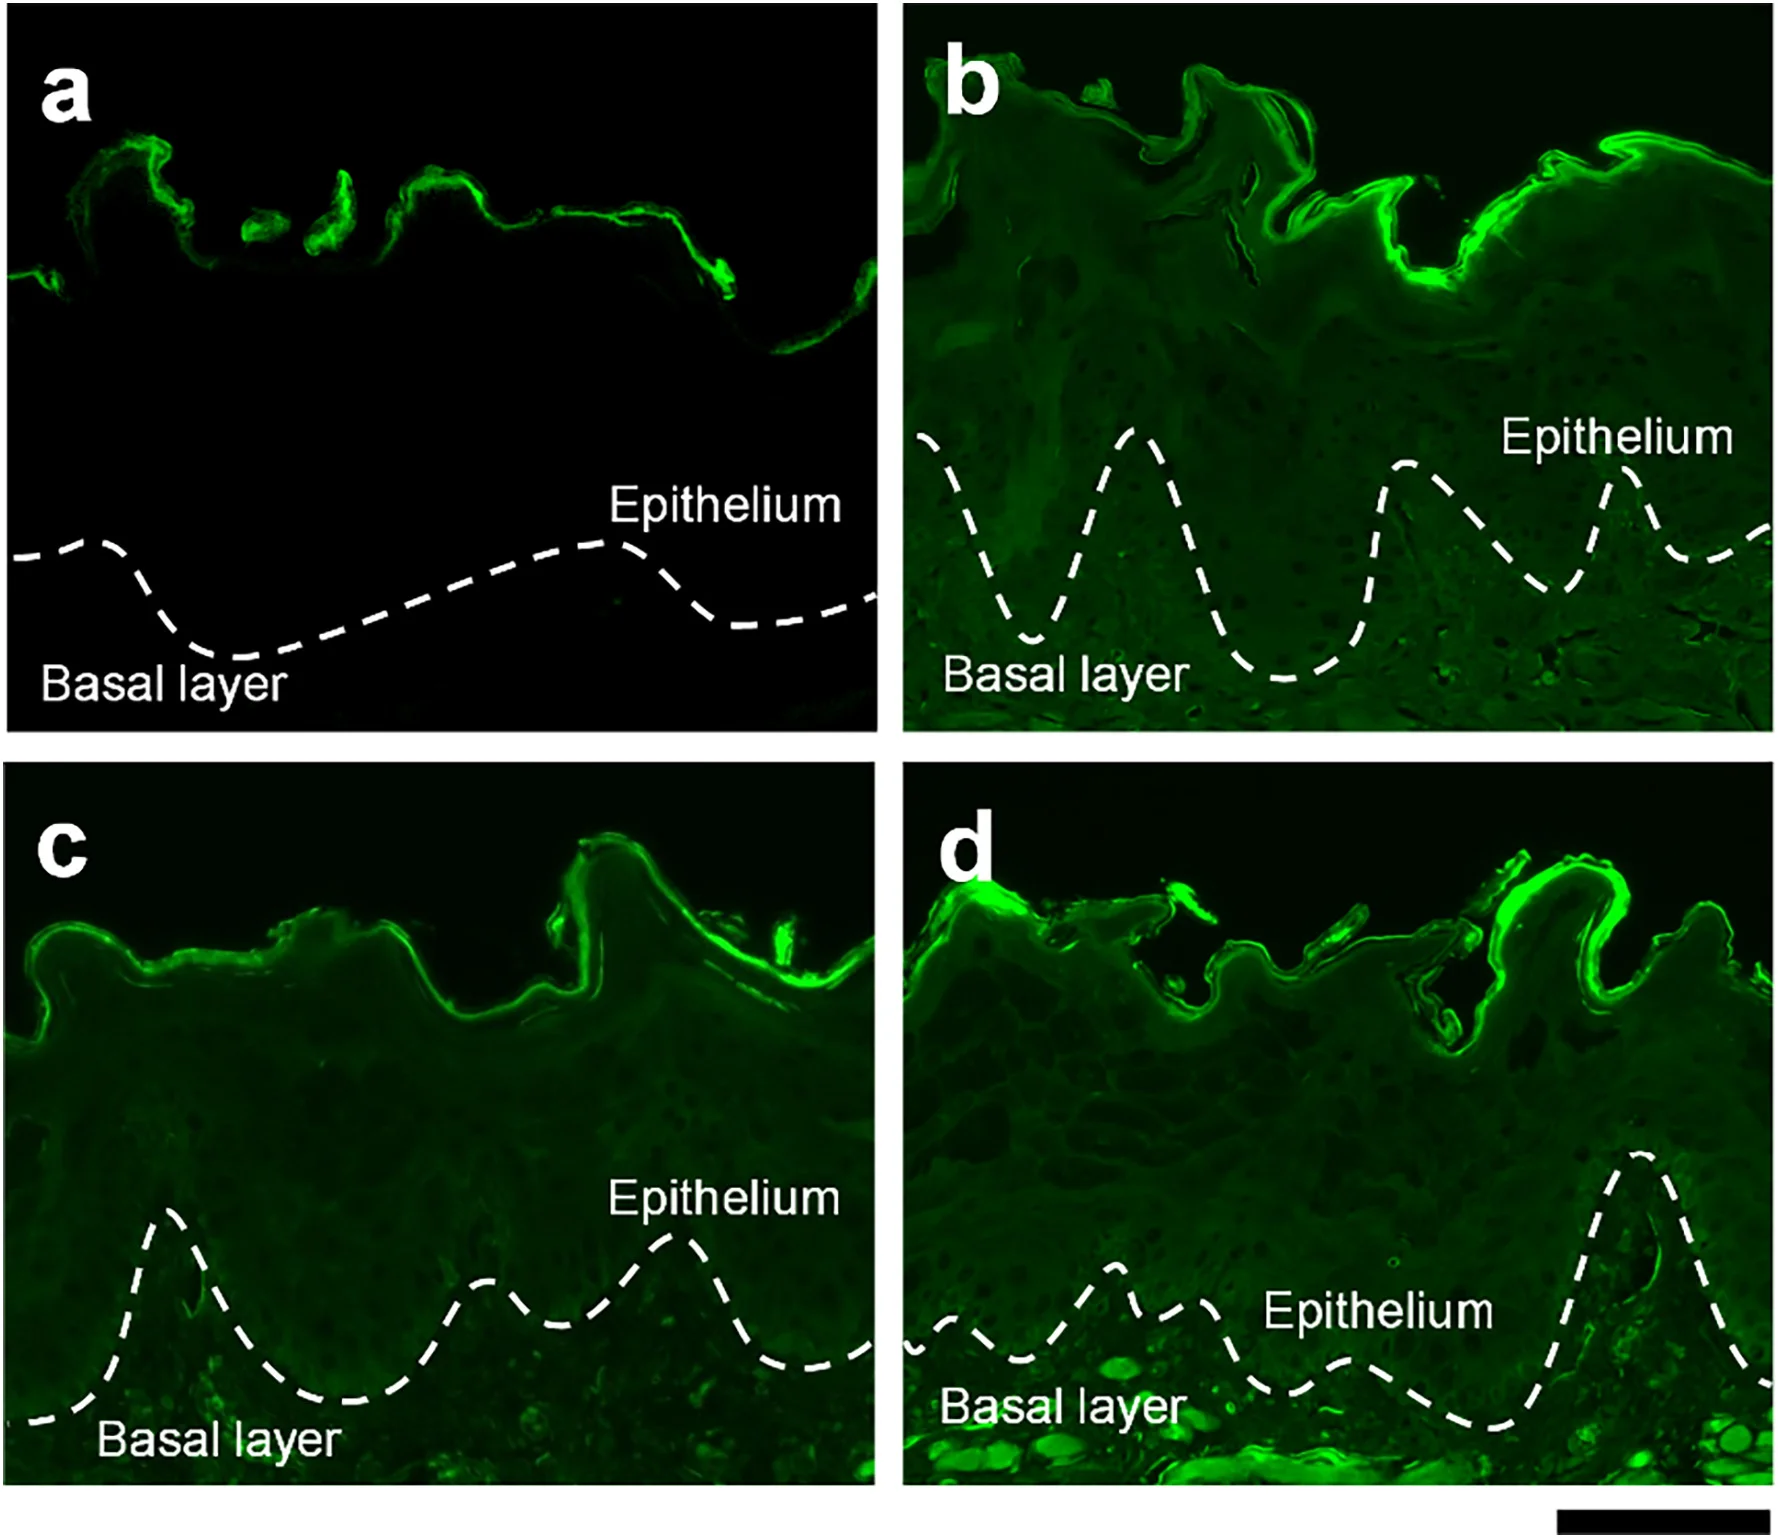 a
Epithelium
Basal layer
b
Epithelium
Basal layer
c
Epithelium
Basal layer
d
Epithelium
Basal layer